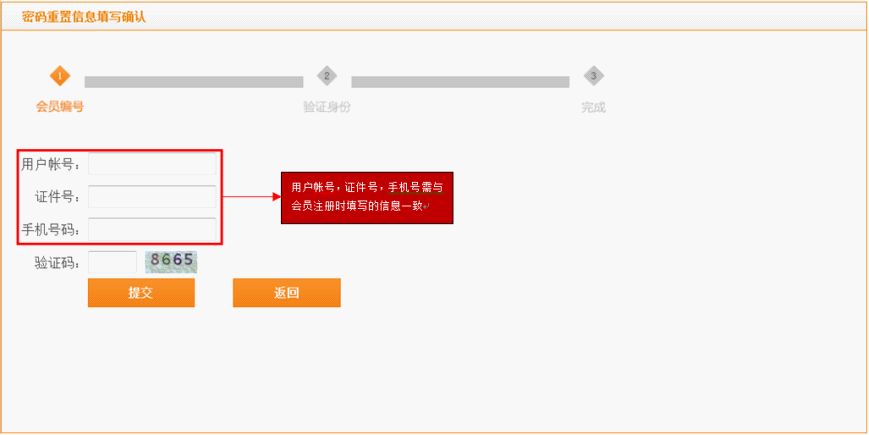 密码重置信息填写确认
1
2
3
会员编号
验证身份
完成
用户帐号：
证件号：
手机号码：
用户帐号，证件号，手机号需与
会员注册时填写的信息一致
验证码：
8665
提交
返回